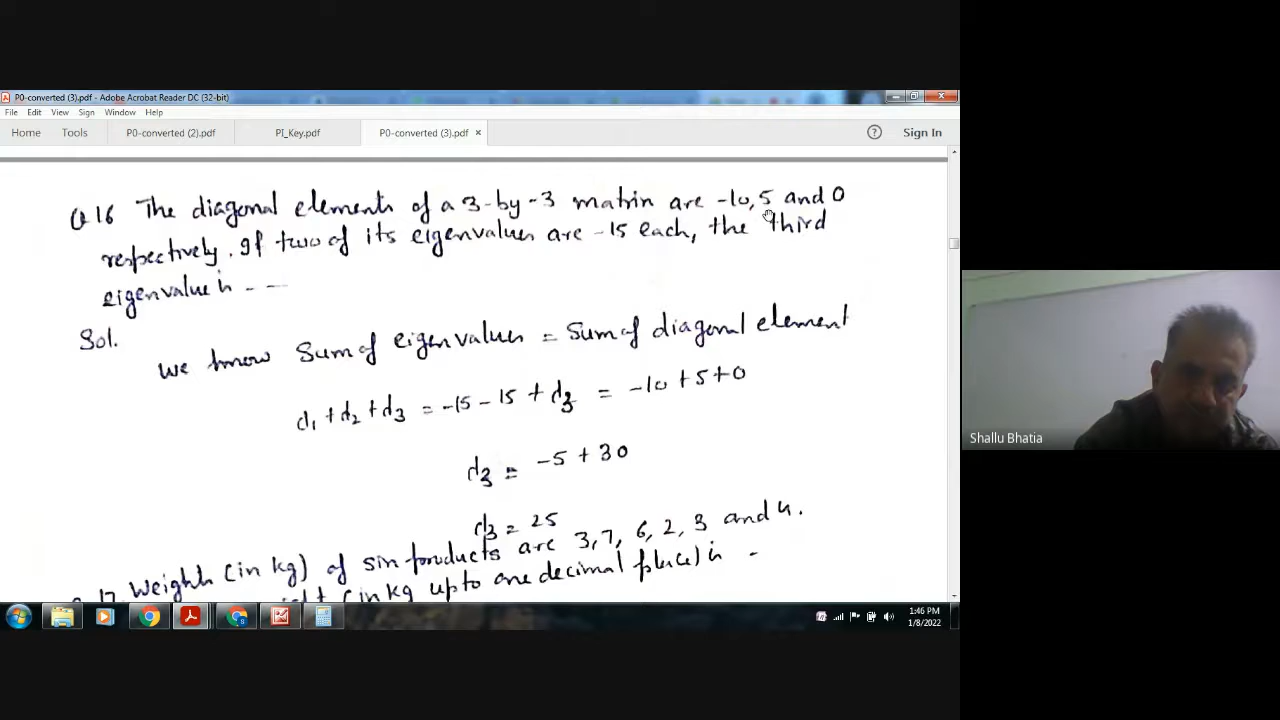 P0-converted (3).pdf - Adobe Acrobat Reader DC (32-bit)
File Edit View Sign Window Help
Home Tools P0-converted (2).pdf PI_Key.pdf P0-converted (3).pdf × ? Sign In
Q 16 The diagonal elements of a 3-by-3 matrix are -10, 5 and 0
respectively. If two of its eigenvalues are -15 each, the third
eigenvalue is - --
Sol.
We know Sum of eigenvalues = Sum of diagonal element
d1 + d2 + d3 = -15 - 15 + d3 = -10 + 5 + 0
d3 = -5 + 30
d3 = 25
17. Weights (in kg) of six products are 3, 7, 6, 2, 3 and 4.
(in kg up to one decimal place) is -
Shallu Bhatia
1:46 PM
1/8/2022